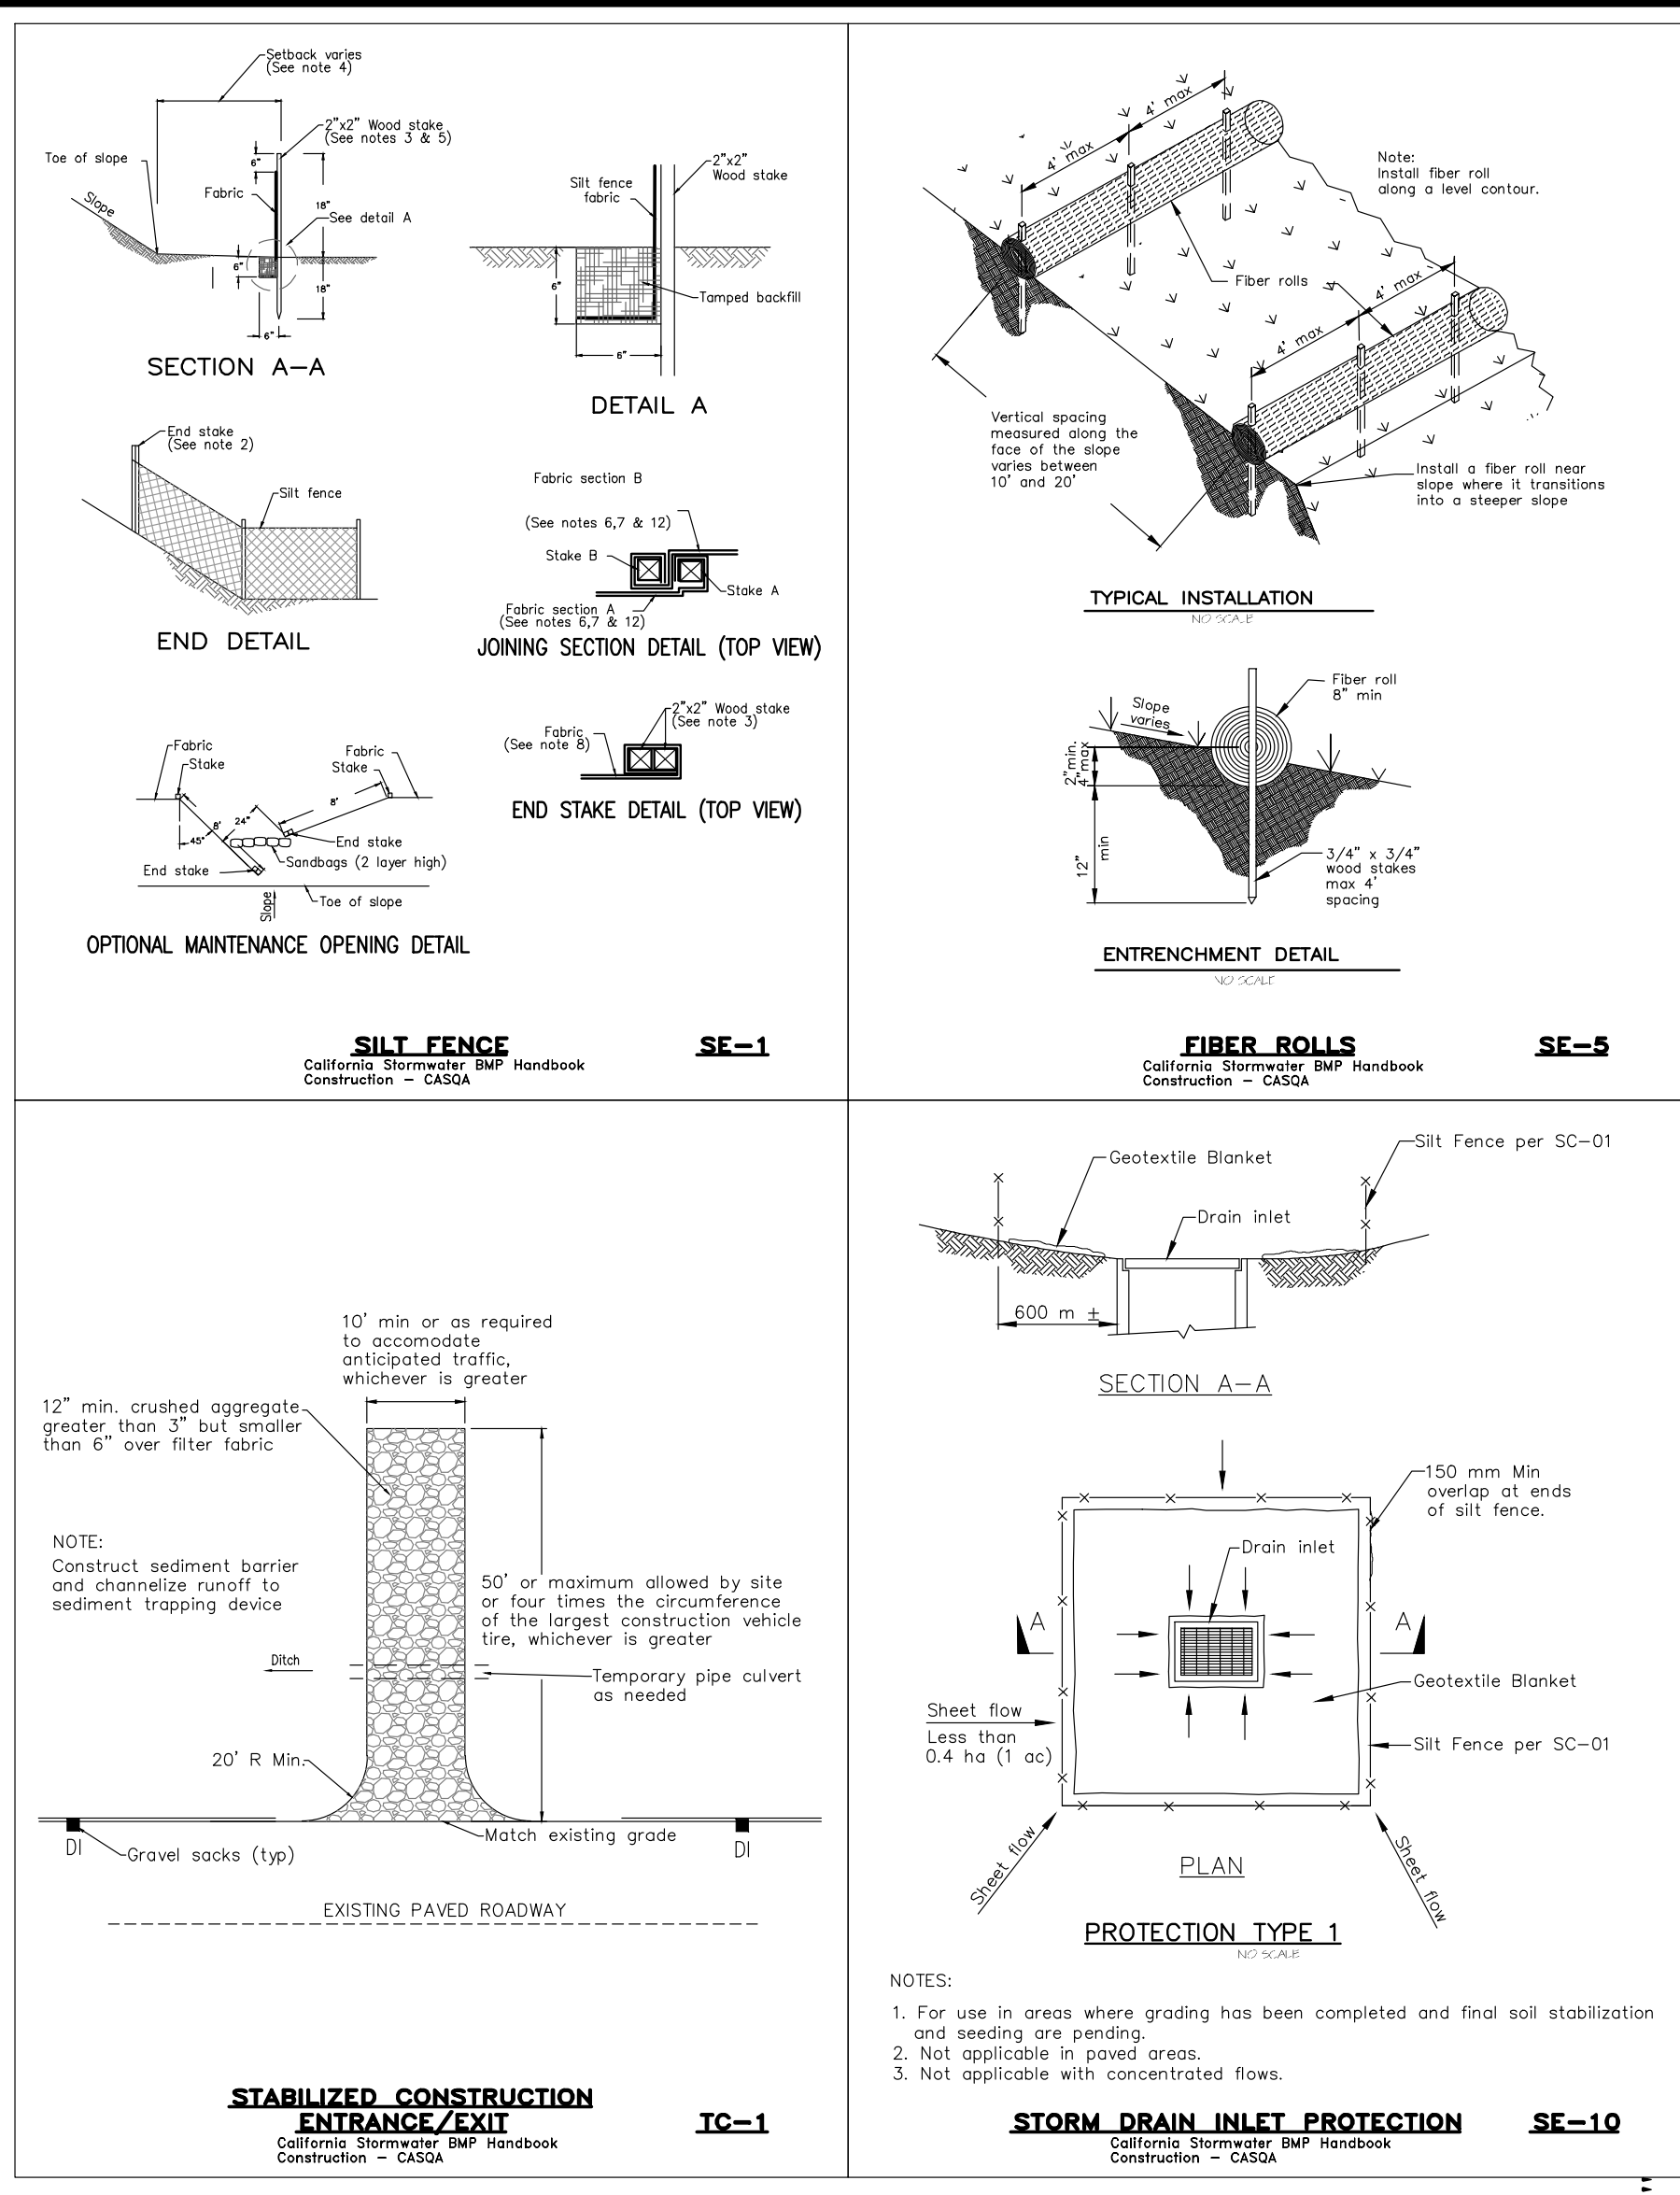 Setback varies
(See note 4)
2"x2" Wood stake
(See notes 3 & 5)
Toe of slope
6"
Fabric
18"
Slope
See detail A
6"
18"
6"
SECTION A-A
2"x2"
Wood stake
Silt fence
fabric
6"
Tamped backfill
6"
DETAIL A
End stake
(See note 2)
Silt fence
END DETAIL
Fabric section B
(See notes 6,7 & 12)
Stake B
Stake A
Fabric section A
(See notes 6,7 & 12)
JOINING SECTION DETAIL (TOP VIEW)
2"x2" Wood stake
(See note 3)
Fabric
(See note 8)
END STAKE DETAIL (TOP VIEW)
Fabric
Stake
Fabric
Stake
8'
24"
8'
45°
End stake
Sandbags (2 layer high)
End stake
Toe of slope
Slope
OPTIONAL MAINTENANCE OPENING DETAIL
SILT FENCE
SE-1
California Stormwater BMP Handbook
Construction - CASQA
4' max
4' max
Note:
Install fiber roll
along a level contour.
Fiber rolls
4' max
4' max
Vertical spacing
measured along the
face of the slope
varies between
10' and 20'
Install a fiber roll near
slope where it transitions
into a steeper slope
TYPICAL INSTALLATION
NO SCALE
Fiber roll
8" min
Slope
varies
2"min.
4"max
12"
min
3/4" x 3/4"
wood stakes
max 4'
spacing
ENTRENCHMENT DETAIL
NO SCALE
FIBER ROLLS
SE-5
California Stormwater BMP Handbook
Construction - CASQA
10' min or as required
to accomodate
anticipated traffic,
whichever is greater
12" min. crushed aggregate
greater than 3" but smaller
than 6" over filter fabric
NOTE:
Construct sediment barrier
and channelize runoff to
sediment trapping device
50' or maximum allowed by site
or four times the circumference
of the largest construction vehicle
tire, whichever is greater
Ditch
Temporary pipe culvert
as needed
20' R Min.
Match existing grade
DI
Gravel sacks (typ)
DI
EXISTING PAVED ROADWAY
STABILIZED CONSTRUCTION
ENTRANCE/EXIT
TC-1
California Stormwater BMP Handbook
Construction - CASQA
Silt Fence per SC-01
Geotextile Blanket
Drain inlet
600 m ±
SECTION A-A
150 mm Min
overlap at ends
of silt fence.
Drain inlet
A
A
Geotextile Blanket
Sheet flow
Less than
0.4 ha (1 ac)
Silt Fence per SC-01
Sheet flow
Sheet flow
PLAN
PROTECTION TYPE 1
NO SCALE
NOTES:
1. For use in areas where grading has been completed and final soil stabilization
and seeding are pending.
2. Not applicable in paved areas.
3. Not applicable with concentrated flows.
STORM DRAIN INLET PROTECTION
SE-10
California Stormwater BMP Handbook
Construction - CASQA